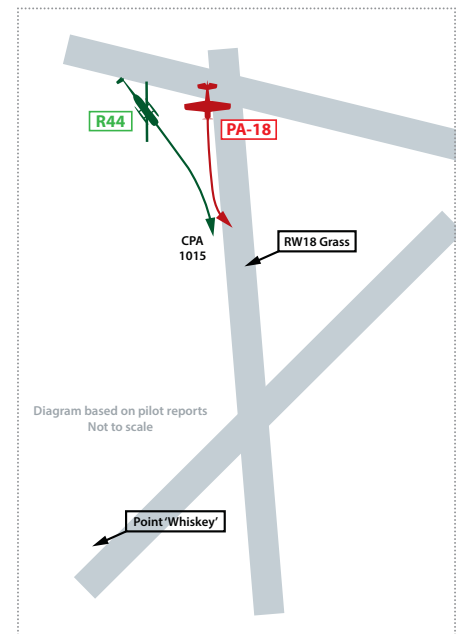 R44
PA-18
CPA
1015
RW18 Grass
Diagram based on pilot reports
Not to scale
Point ‘Whiskey’